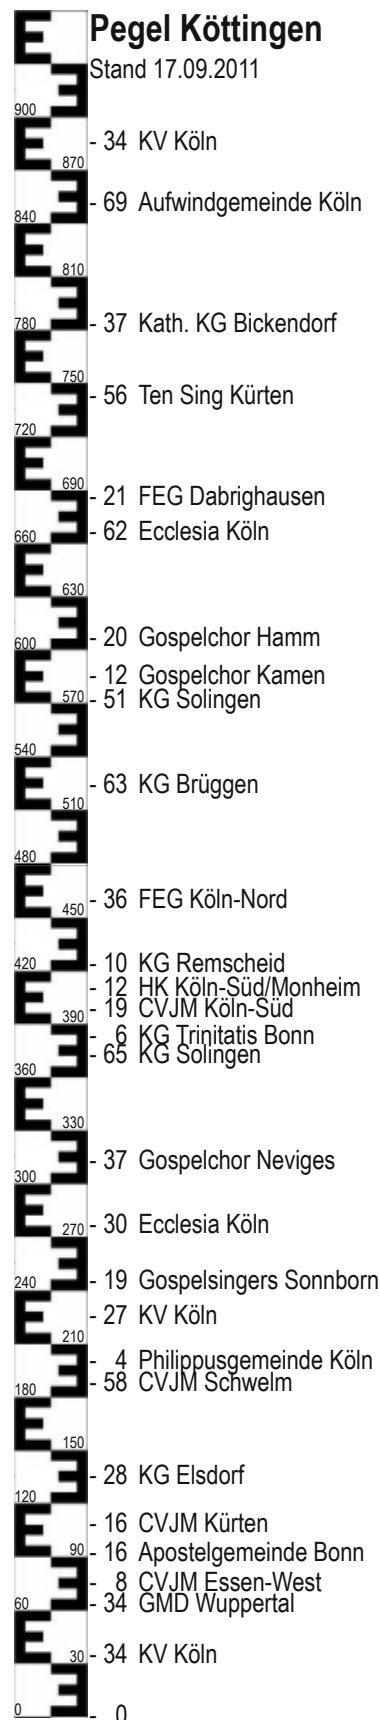 Pegel Köttingen
Stand 17.09.2011
900
- 34 KV Köln
870
- 69 Aufwindgemeinde Köln
840
810
780
- 37 Kath. KG Bickendorf
750
- 56 Ten Sing Kürten
720
690
- 21 FEG Dabrighausen
- 62 Ecclesia Köln
660
630
- 20 Gospelchor Hamm
600
- 12 Gospelchor Kamen
570
- 51 KG Solingen
540
- 63 KG Brüggen
510
480
- 36 FEG Köln-Nord
450
- 10 KG Remscheid
420
- 12 HK Köln-Süd/Monheim
- 19 CVJM Köln-Süd
390
- 6 KG Trinitatis Bonn
- 65 KG Solingen
360
330
- 37 Gospelchor Neviges
300
- 30 Ecclesia Köln
270
- 19 Gospelsingers Sonnborn
240
- 27 KV Köln
210
- 4 Philippusgemeinde Köln
- 58 CVJM Schwelm
180
150
- 28 KG Elsdorf
120
- 16 CVJM Kürten
90
- 16 Apostelgemeinde Bonn
- 8 CVJM Essen-West
- 34 GMD Wuppertal
60
- 34 KV Köln
30
0
- 0